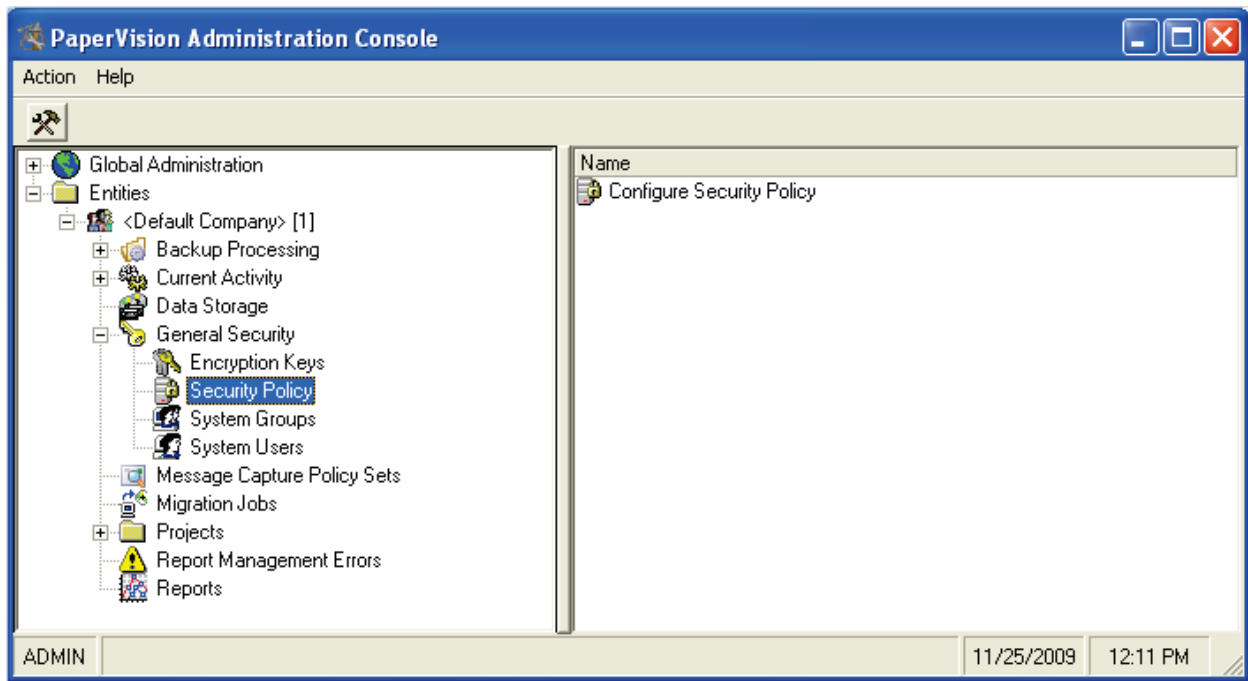 PaperVision Administration Console
Action Help
Global Administration
Entities
<Default Company> [1]
Backup Processing
Current Activity
Data Storage
General Security
Encryption Keys
Security Policy
System Groups
System Users
Message Capture Policy Sets
Migration Jobs
Projects
Report Management Errors
Reports
Name
Configure Security Policy
ADMIN 11/25/2009 12:11 PM